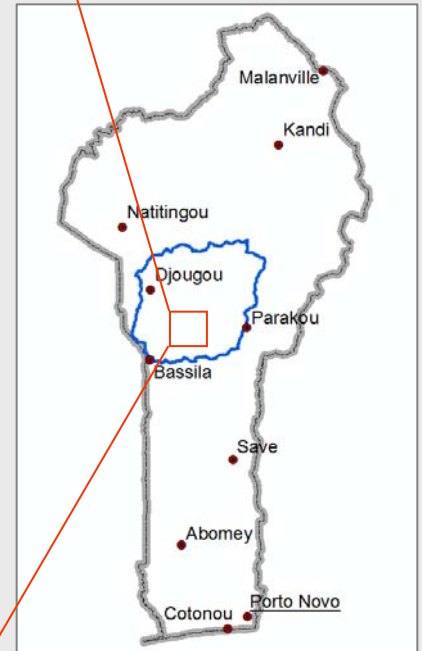 Malanville
Kandi
Natitingou
Djougou
Parakou
Bassila
Save
Abomey
Porto Novo
Cotonou